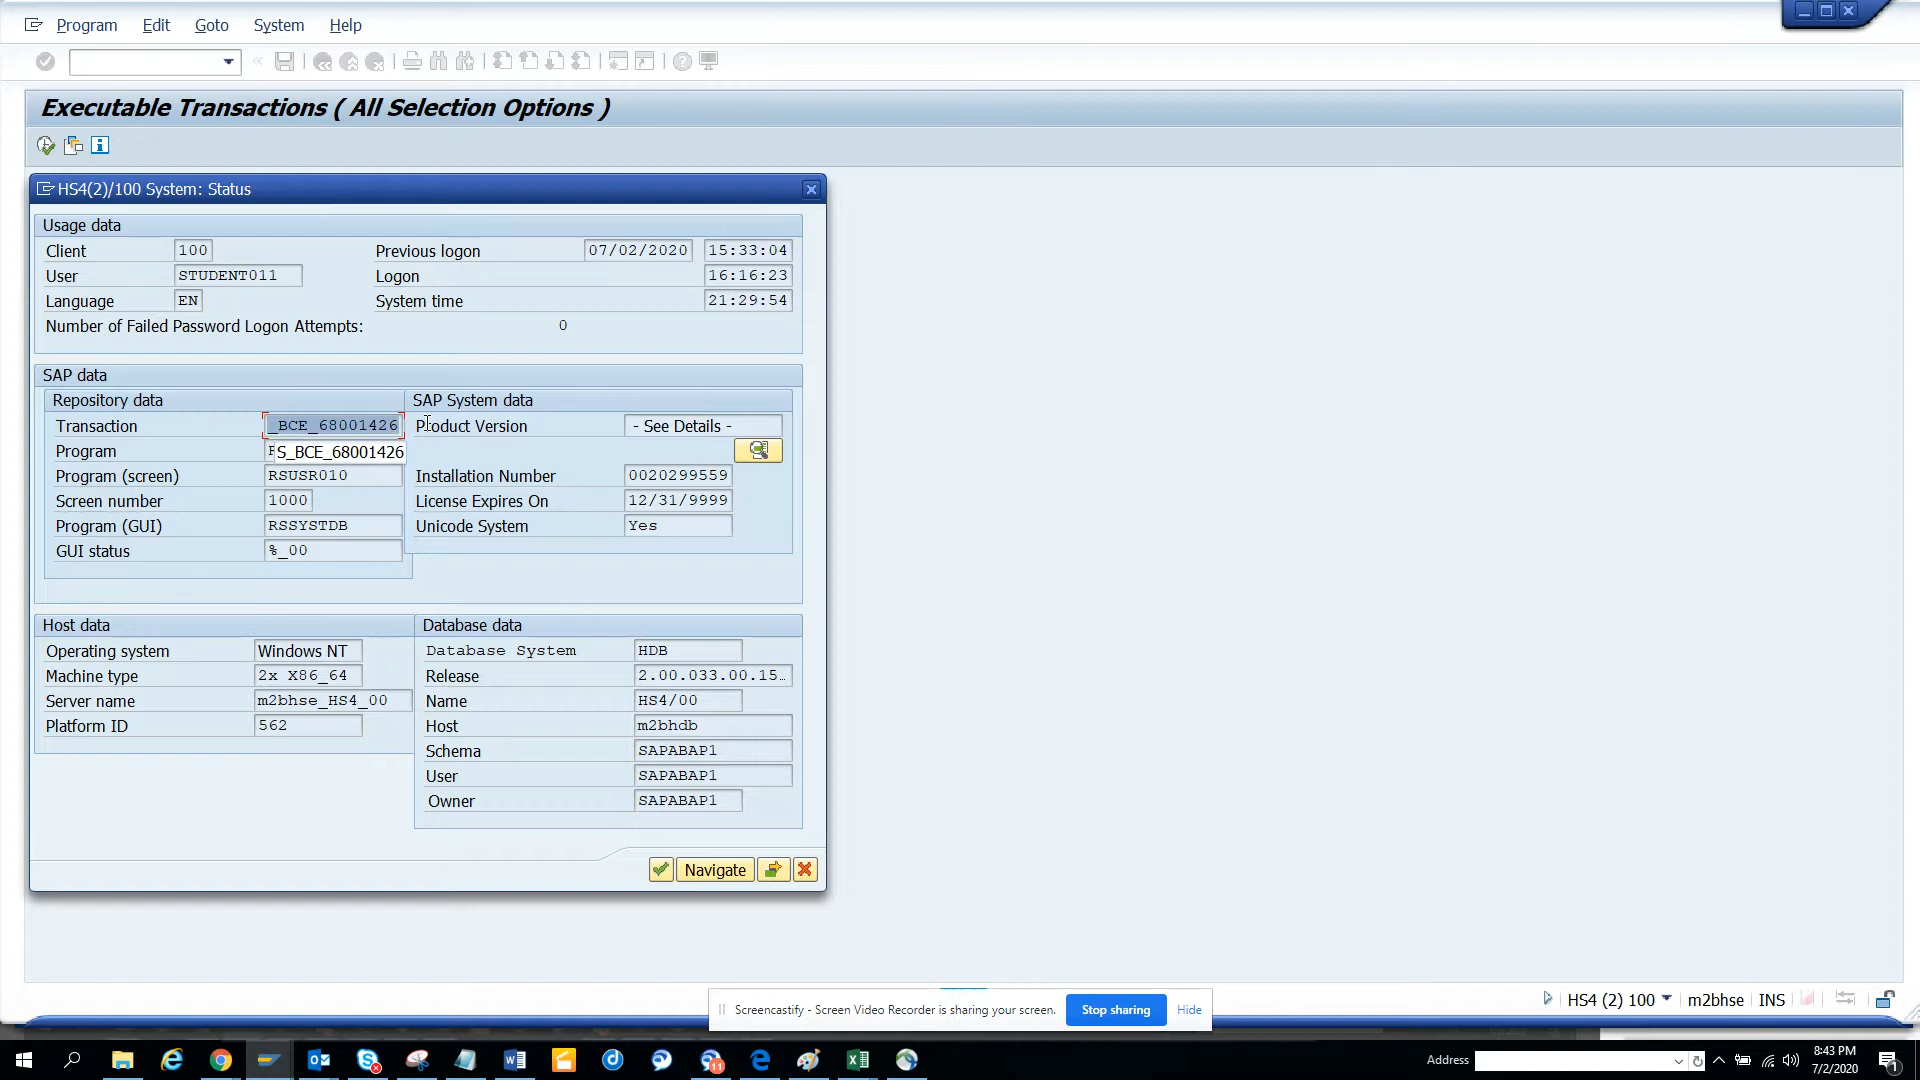 Program Edit Goto System Help
Executable Transactions ( All Selection Options )
HS4(2)/100 System: Status
Usage data
Client 100 Previous logon 07/02/2020 15:33:04
User STUDENT011 Logon 16:16:23
Language EN System time 21:29:54
Number of Failed Password Logon Attempts: 0
SAP data
Repository data SAP System data
Transaction _BCE_68001426 Product Version - See Details -
Program S_BCE_68001426
Program (screen) RSUSR010 Installation Number 0020299559
Screen number 1000 License Expires On 12/31/9999
Program (GUI) RSSYSTDB Unicode System Yes
GUI status %_00
Host data Database data
Operating system Windows NT Database System HDB
Machine type 2x X86_64 Release 2.00.033.00.15…
Server name m2bhse_HS4_00 Name HS4/00
Platform ID 562 Host m2bhdb
Schema SAPABAP1
User SAPABAP1
Owner SAPABAP1
Navigate
HS4 (2) 100 m2bhse INS
Screencastify - Screen Video Recorder is sharing your screen. Stop sharing Hide
Address
8:43 PM
7/2/2020
11
1